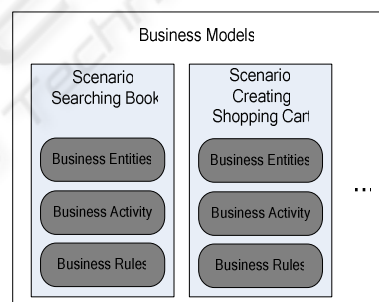 Business Models
Scenario
Searching Book
Business Entities
Business Activity
Business Rules
Scenario
Creating
Shopping Cart
Business Entities
Business Activity
Business Rules
...